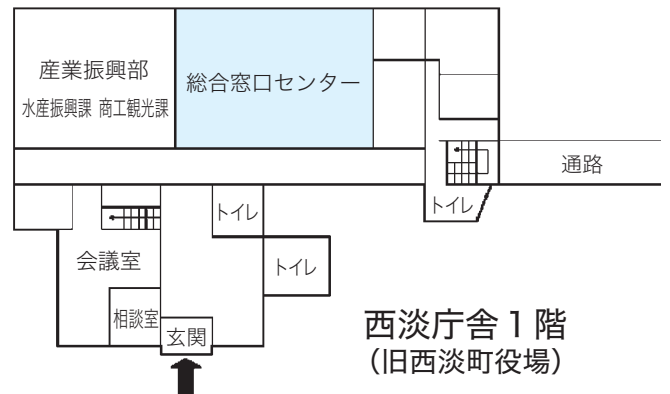 産業振興部
水産振興課 商工観光課
総合窓口センター
通路
トイレ
トイレ
トイレ
会議室
相談室
玄関
西淡庁舎1階
(旧西淡町役場)